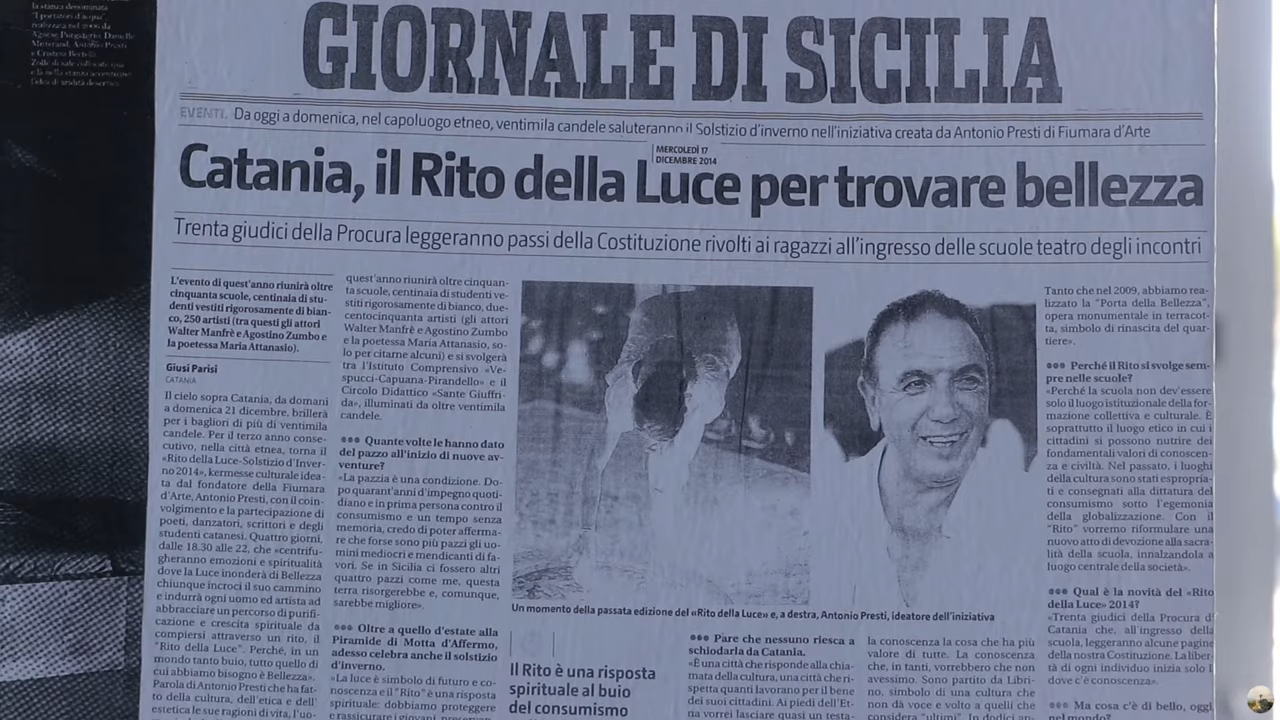 la stanza denominata
"I portatori d'acqua",
realizzata nel 2006 da
Agnese Purgatorio, Danielle
Mitterand, Antonio Presti
e Cristina Bertelli.
GIORNALE DI SICILIA
EVENTI. Da oggi a domenica, nel capoluogo etneo, ventimila candele saluteranno il Solstizio d'inverno nell'iniziativa creata da Antonio Presti di Fiumara d'Arte
MERCOLEDÌ 17
DICEMBRE 2014
Catania, il Rito della Luce per trovare bellezza
Trenta giudici della Procura leggeranno passi della Costituzione rivolti ai ragazzi all'ingresso delle scuole teatro degli incontri
L'evento di quest'anno riunirà oltre
cinquanta scuole, centinaia di stu-
denti vestiti rigorosamente di bian-
co, 250 artisti (tra questi gli attori
Walter Manfrè e Agostino Zumbo e
la poetessa Maria Attanasio).
Giusi Parisi
CATANIA
Il cielo sopra Catania, da domani
a domenica 21 dicembre, brillerà
per i bagliori di più di ventimila
candele. Per il terzo anno conse-
cutivo, nella città etnea, torna il
«Rito della Luce-Solstizio d'Inver-
no 2014», kermesse culturale idea-
ta dal fondatore della Fiumara
d'Arte, Antonio Presti, con il coin-
volgimento e la partecipazione di
poeti, danzatori, scrittori e degli
studenti catanesi. Quattro giorni,
dalle 18.30 alle 22, che «centrifu-
gheranno emozioni e spiritualità
dove la Luce inonderà di Bellezza
chiunque incroci il suo cammino
e indurrà ogni uomo ed artista ad
abbracciare un percorso di purifi-
cazione e crescita spirituale da
compiersi attraverso un rito, il
"Rito della Luce". Perché, in un
mondo tanto buio, tutto quello di
cui abbiamo bisogno è Bellezza».
Parola di Antonio Presti che ha fat-
to della cultura, dell'etica e dell'
estetica le sue ragioni di vita, l'uo-
quest'anno riunirà oltre cinquan-
ta scuole, centinaia di studenti ve-
stiti rigorosamente di bianco, due-
centocinquanta artisti (gli attori
Walter Manfrè e Agostino Zumbo
e la poetessa Maria Attanasio, so-
lo per citarne alcuni) e si svolgerà
tra l'Istituto Comprensivo «Ve-
spucci-Capuana-Pirandello» e il
Circolo Didattico «Sante Giuffri-
da», illuminati da oltre ventimila
candele.
●●● Quante volte le hanno dato
del pazzo all'inizio di nuove av-
venture?
«La pazzia è una condizione. Do-
po quarant'anni d'impegno quoti-
diano e in prima persona contro il
consumismo e un tempo senza
memoria, credo di poter afferma-
re che forse sono più pazzi gli uo-
mini mediocri e mendicanti di fa-
vori. Se in Sicilia ci fossero altri
quattro pazzi come me, questa
terra risorgerebbe e, comunque,
sarebbe migliore».
●●● Oltre a quello d'estate alla
Piramide di Motta d'Affermo,
adesso celebra anche il solstizio
d'inverno.
«La luce è simbolo di futuro e co-
noscenza e il "Rito" è una risposta
spirituale: dobbiamo proteggere
e rassicurare i giovani,
Un momento della passata edizione del «Rito della Luce» e, a destra, Antonio Presti, ideatore dell'iniziativa
Il Rito è una risposta
spirituale al buio
del consumismo
●●● Pare che nessuno riesca a
schiodarla da Catania.
«È una città che risponde alla chia-
mata della cultura, una città che ri-
spetta quanti lavorano per il bene
dei suoi cittadini. Ai piedi dell'Et-
na vorrei lasciare quasi un testa-
la conoscenza la cosa che ha più
valore di tutte. La conoscenza
che, in tanti, vorrebbero che non
avessimo. Sono partito da Libri-
no, simbolo di una cultura che
non dà voce e volto a quelli che
considera "ultimi". In dodici an-
Tanto che nel 2009, abbiamo rea-
lizzato la "Porta della Bellezza",
opera monumentale in terracot-
ta, simbolo di rinascita del quar-
tiere».
●●● Perché il Rito si svolge sem-
pre nelle scuole?
«Perché la scuola non dev'essere
solo il luogo istituzionale della for-
mazione collettiva e culturale. È
soprattutto il luogo etico in cui i
cittadini si possono nutrire dei
fondamentali valori di conoscen-
za e civiltà. Nel passato, i luoghi
della cultura sono stati espropria-
ti e consegnati alla dittatura del
consumismo sotto l'egemonia
della globalizzazione. Con il
"Rito" vorremo riformulare una
nuovo atto di devozione alla sacra-
lità della scuola, innalzandola a
luogo centrale della società».
●●● Qual è la novità del «Rito
della Luce» 2014?
«Trenta giudici della Procura di
Catania che, all'ingresso della
scuola, leggeranno alcune pagine
della nostra Costituzione. La liber-
tà di ogni individuo inizia solo lì
dove c'è conoscenza».
●●● Ma cosa c'è di bello, oggi,
nel mondo?